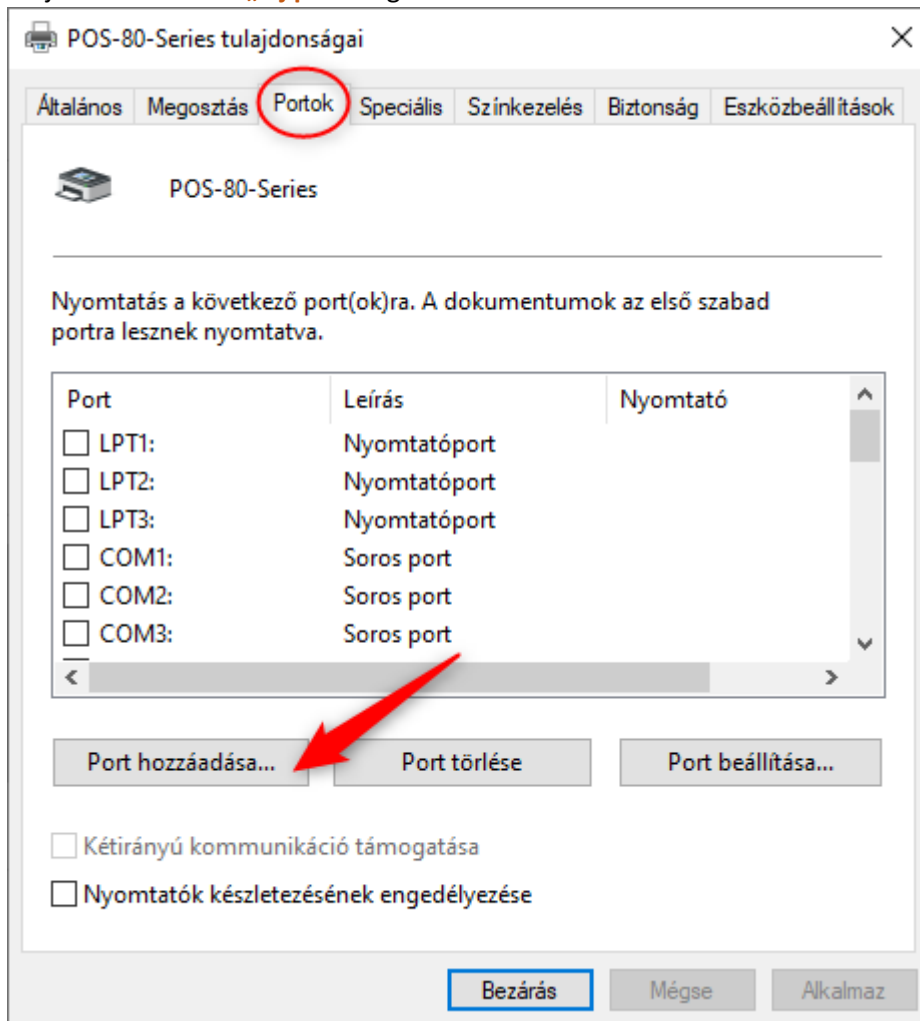 POS-80-Series tulajdonságai
Általános Megosztás Portok Speciális Színkezelés Biztonság Eszközbeállítások
POS-80-Series
Nyomtatás a következő port(ok)ra. A dokumentumok az első szabad
portra lesznek nyomtatva.
Port Leírás Nyomtató
LPT1: Nyomtatóport
LPT2: Nyomtatóport
LPT3: Nyomtatóport
COM1: Soros port
COM2: Soros port
COM3: Soros port
Port hozzáadása... Port törlése Port beállítása...
Kétirányú kommunikáció támogatása
Nyomtatók készletezésének engedélyezése
Bezárás Mégse Alkalmaz